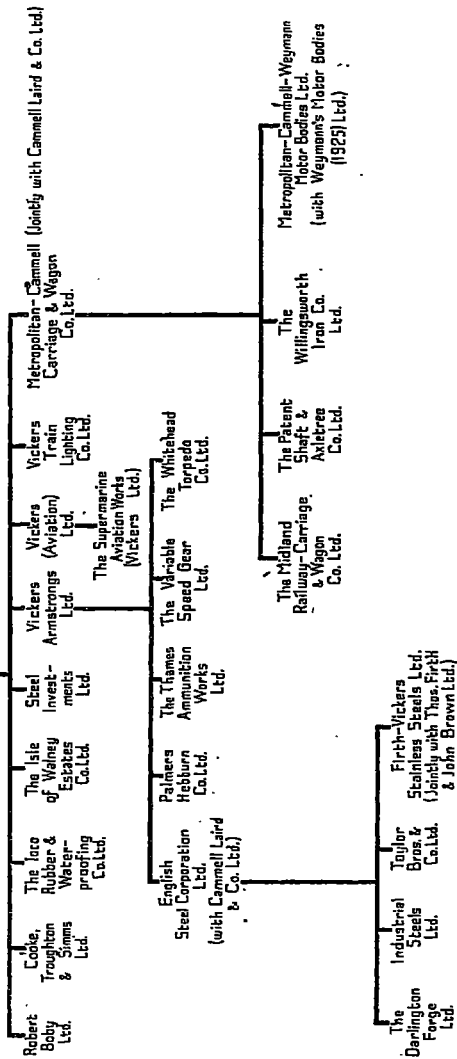 Robert
Boby
Ltd.
Cooke,
Troughton
& Simms
Ltd.
The Ioco
Rubber &
Water-
proofing
Co.Ltd.
The Isle
of Walney
Estates
Co.Ltd.
Steel
Invest-
ments
Ltd.
Vickers
Armstrongs
Ltd.
Vickers
(Aviation)
Ltd.
Vickers
Train
Lighting
Co.Ltd.
Metropolitan-Cammell (Jointly with Cammell Laird & Co. Ltd.)
Carriage & Wagon
Co.Ltd.
The Supermarine
Aviation Works
(Vickers Ltd.)
English
Steel Corporation
Ltd.
(with Cammell Laird
& Co. Ltd.)
Palmers
Hebburn
Co.Ltd.
The Thames
Ammunition
Works
Ltd.
The Variable
Speed Gear
Ltd.
The Whitehead
Torpedo
Co.Ltd.
The Midland
Railway-Carriage
& Wagon
Co. Ltd.
The Patent
Shaft &
Axletree
Co. Ltd.
The
Willingsworth
Iron Co.
Ltd.
Metropolitan-Cammell-Weymann
Motor Bodies Ltd.
(with Weymann's Motor Bodies
(1925) Ltd.)
The
Darlington
Forge
Ltd.
Industrial
Steels
Ltd.
Taylor
Bros. &
Co.Ltd.
Firth-Vickers
Stainless Steels Ltd.
(Jointly with Thos. Firth
& John Brown Ltd.)